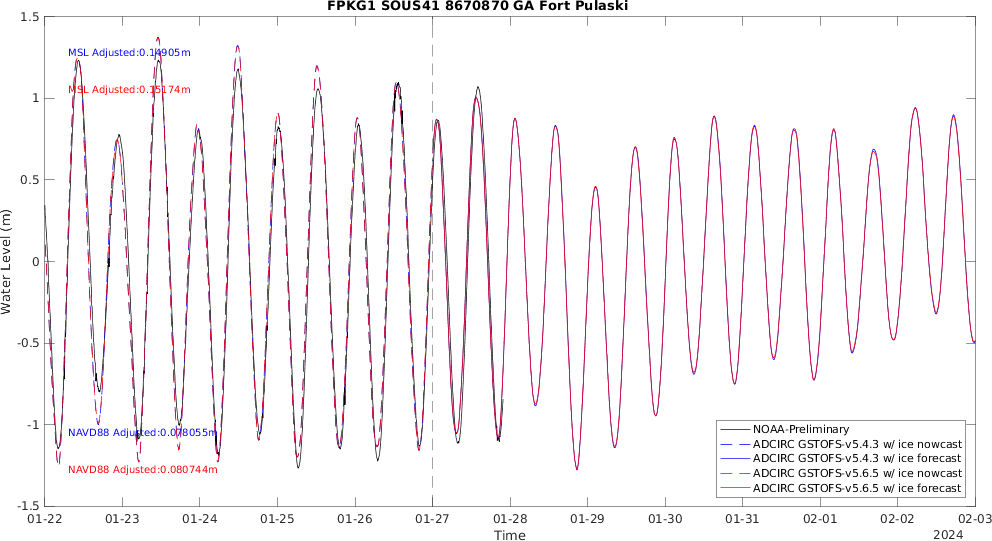 FPKG1 SOUS41 8670870 GA Fort Pulaski
1.5
1
0.5
0
-0.5
-1
-1.5
Water Level (m)
MSL Adjusted:0.14905m
MSL Adjusted:0.15174m
NAVD88 Adjusted:0.078055m
NAVD88 Adjusted:0.080744m
NOAA-Preliminary
ADCIRC GSTOFS-v5.4.3 w/ ice nowcast
ADCIRC GSTOFS-v5.4.3 w/ ice forecast
ADCIRC GSTOFS-v5.6.5 w/ ice nowcast
ADCIRC GSTOFS-v5.6.5 w/ ice forecast
01-22 01-23 01-24 01-25 01-26 01-27 01-28 01-29 01-30 01-31 02-01 02-02 02-03
Time
2024